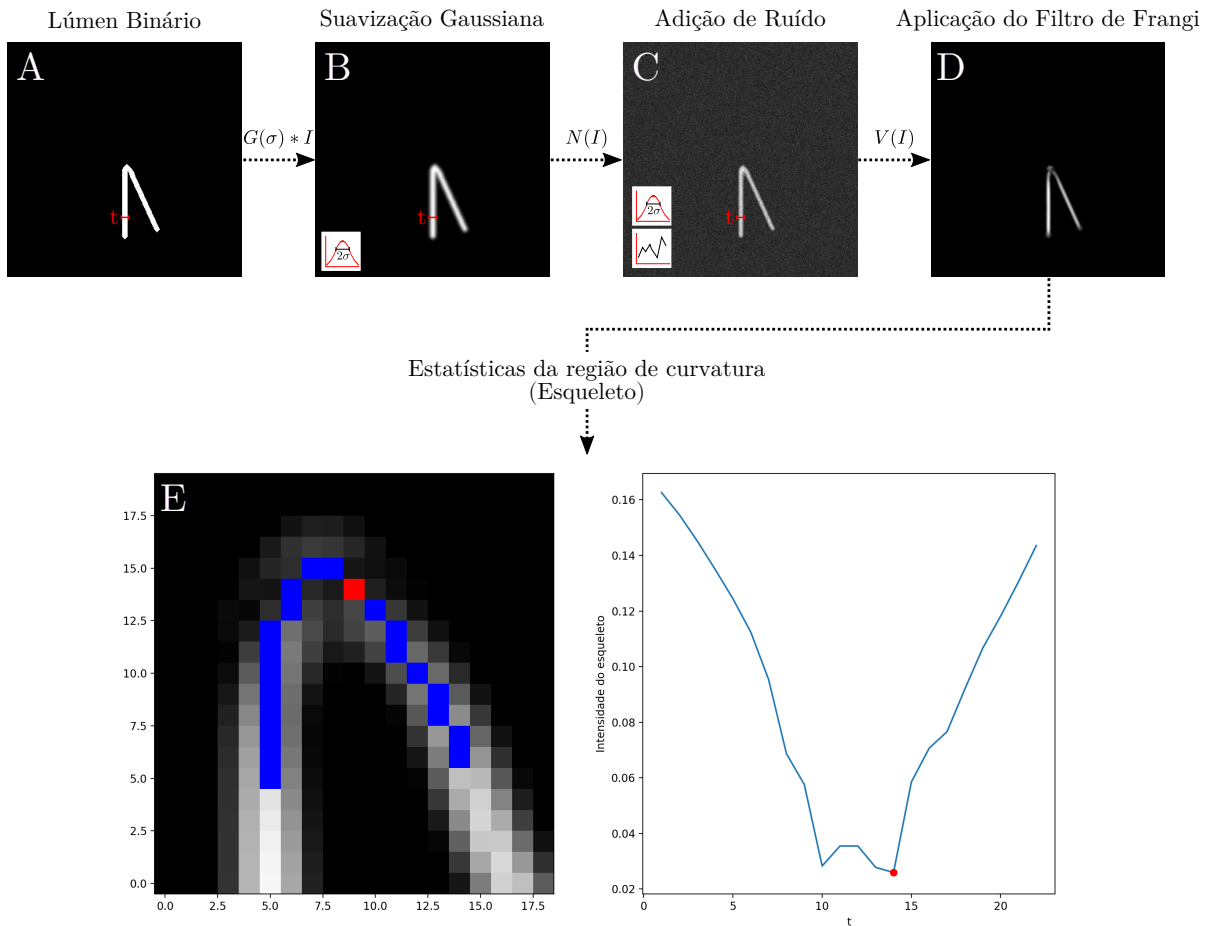 Lúmen Binário
Suavização Gaussiana
Adição de Ruído
Aplicação do Filtro de Frangi
A
B
C
D
G(σ) ∗ I
N(I)
V(I)
t
t
t
2σ
2σ
Estatísticas da região de curvatura
(Esqueleto)
E
17.5
15.0
12.5
10.0
7.5
5.0
2.5
0.0
0.0 2.5 5.0 7.5 10.0 12.5 15.0 17.5
Intensidade do esqueleto
0.16
0.14
0.12
0.10
0.08
0.06
0.04
0.02
0 5 10 15 20
t